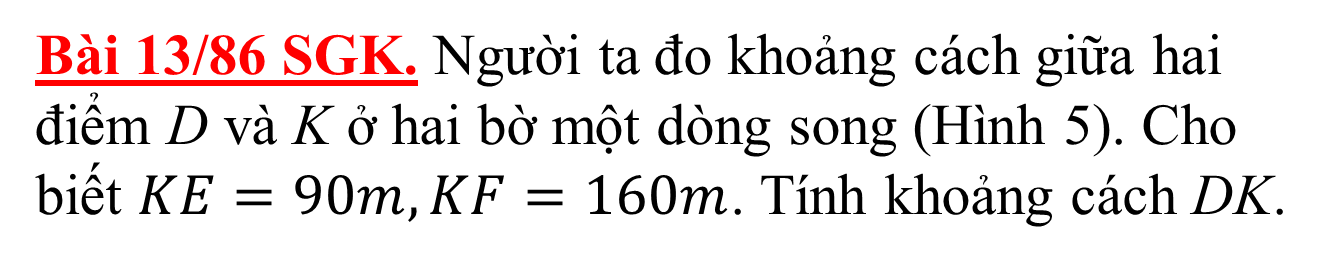 Bài 13/86 SGK. Người ta đo khoảng cách giữa hai
điểm D và K ở hai bờ một dòng song (Hình 5). Cho
biết KE = 90m, KF = 160m. Tính khoảng cách DK.